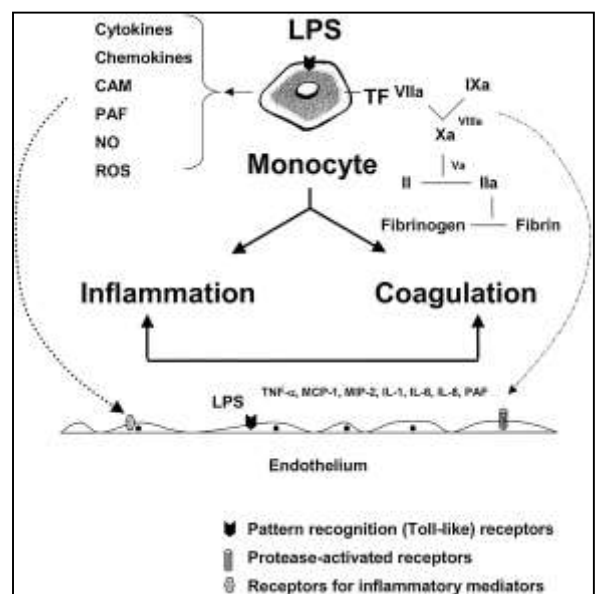 Cytokines
Chemokines
CAM
PAF
NO
ROS
LPS
TF VIIa
IXa
VIIIa
Xa
Va
II
IIa
Fibrinogen
Fibrin
Monocyte
Inflammation
Coagulation
TNF-α, MCP-1, MIP-2, IL-1, IL-6, IL-8, PAF
LPS
Endothelium
Pattern recognition (Toll-like) receptors
Protease-activated receptors
Receptors for inflammatory mediators